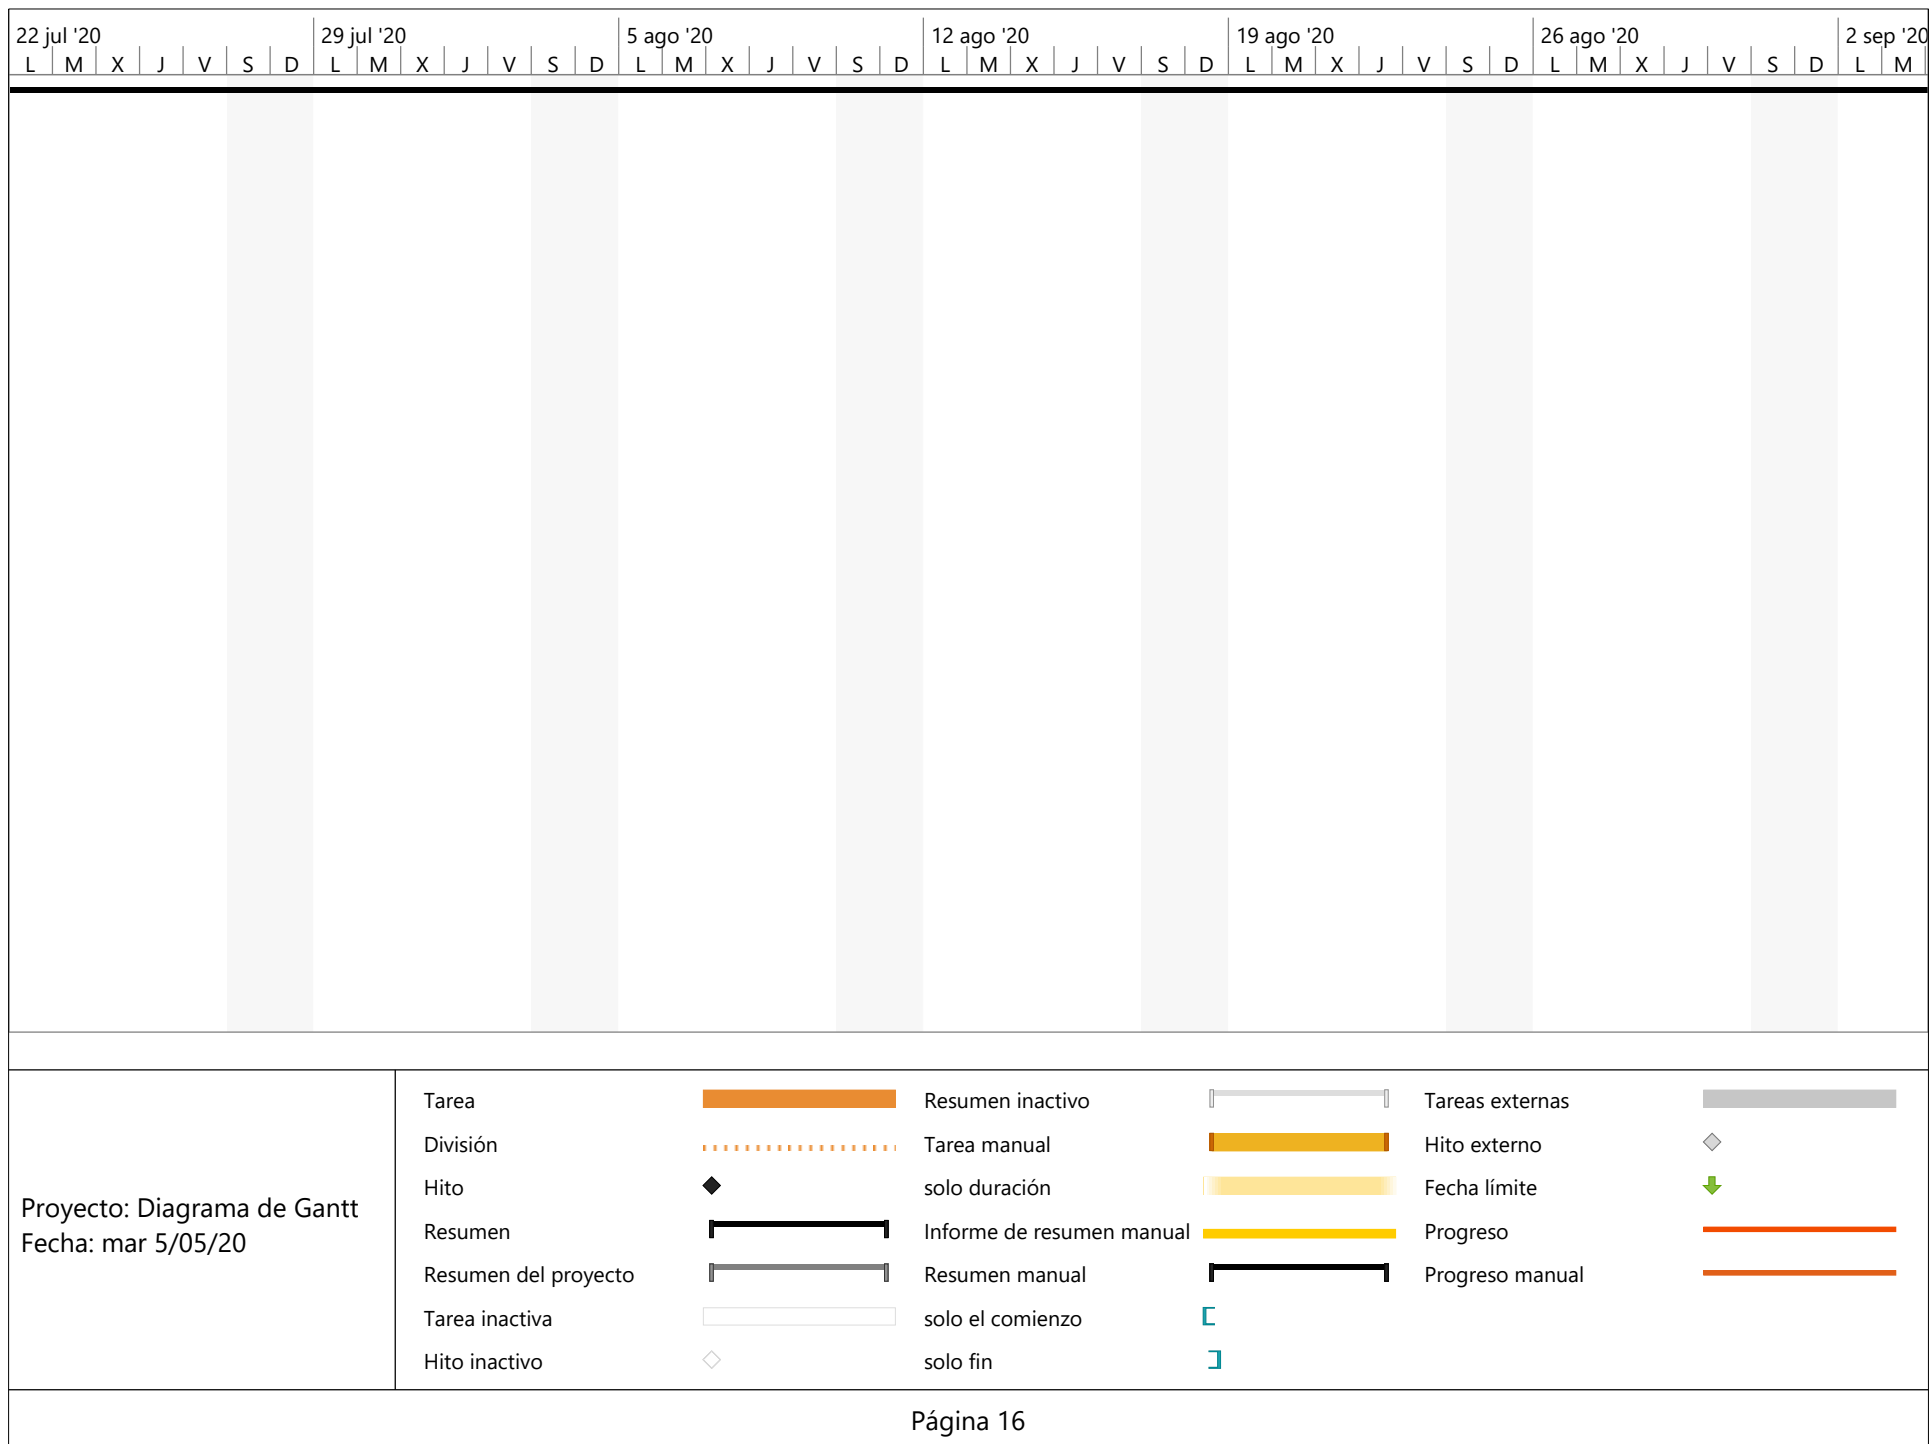 22 jul '20 29 jul '20 5 ago '20 12 ago '20 19 ago '20 26 ago '20 2 sep '20
L M X J V S D L M X J V S D L M X J V S D L M X J V S D L M X J V S D L M X J V S D L M
Proyecto: Diagrama de Gantt
Fecha: mar 5/05/20
Tarea
División
Hito
Resumen
Resumen del proyecto
Tarea inactiva
Hito inactivo
Resumen inactivo
Tarea manual
solo duración
Informe de resumen manual
Resumen manual
solo el comienzo
solo fin
Tareas externas
Hito externo
Fecha límite
Progreso
Progreso manual
Página 16